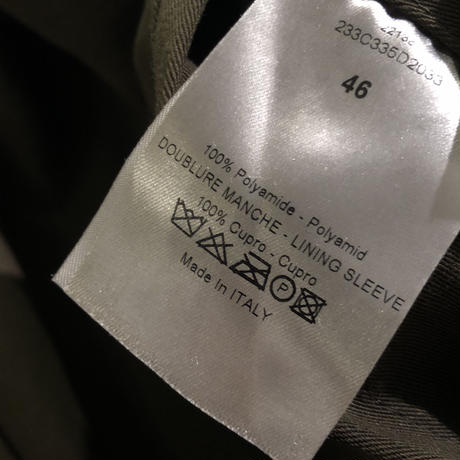 233C335D2033
46
100% Polyamide - Polyamid
DOUBLURE MANCHE - LINING SLEEVE
100% Cupro - Cupro
Made in ITALY